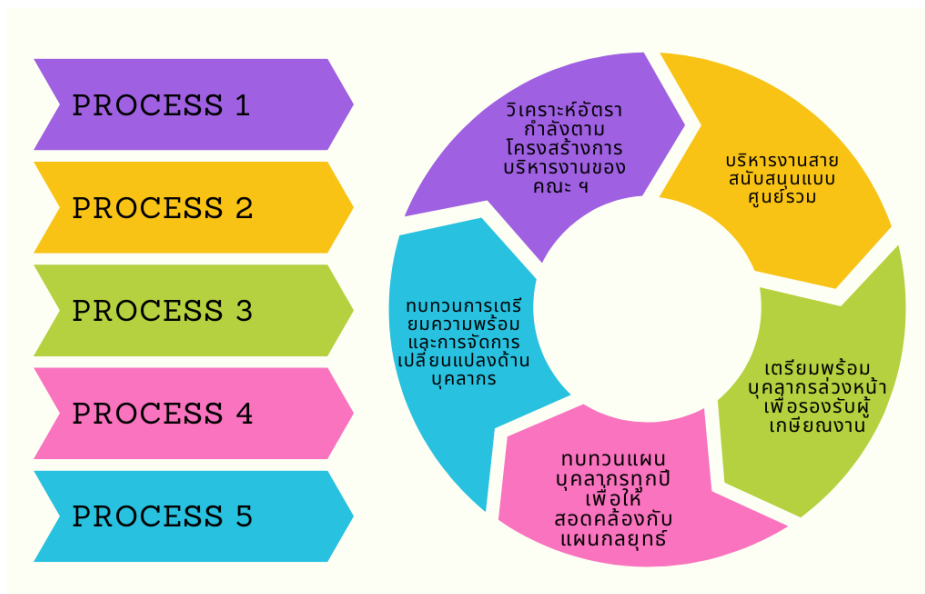 PROCESS 1
PROCESS 2
PROCESS 3
PROCESS 4
PROCESS 5
วิเคราะห์อัตรา
กำลังตาม
โครงสร้างการ
บริหารงานของ
คณะ ฯ
บริหารงานสาย
สนับสนุนแบบ
ศูนย์รวม
เตรียมพร้อม
บุคลากรล่วงหน้า
เพื่อรองรับผู้
เกษียณงาน
ทบทวนแผน
บุคลากรทุกปี
เพื่อให้
สอดคล้องกับ
แผนกลยุทธ์
ทบทวนการเตรี
ยมความพร้อม
และการจัดการ
เปลี่ยนแปลงด้าน
บุคลากร